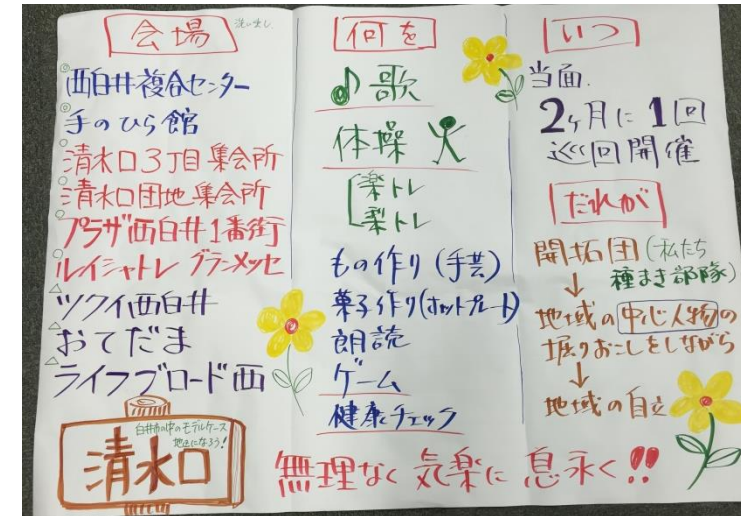 会場 洗い出し
◎西白井複合センター
◎手のひら館
○清水口3丁目集会所
○清水口団地集会所
○プラザ西白井1番街
○ルイシャトレ グランメッセ
△ツクイ西白井
△おてだま
△ライフブロード西
白井市の中のモデルケース
地区になろう!
清水口
何を
歌
体操
楽トレ
梨トレ
もの作り(手芸)
菓子作り(ホットプレート)
朗読
ゲーム
健康チェック
いつ
当面、
2ヶ月に1回
巡回開催
だれが
開拓団(私たち
種まき部隊)
↓
地域の中心人物の
堀りおこしをしながら
↓
地域の自立
無理なく気楽に息永く!!